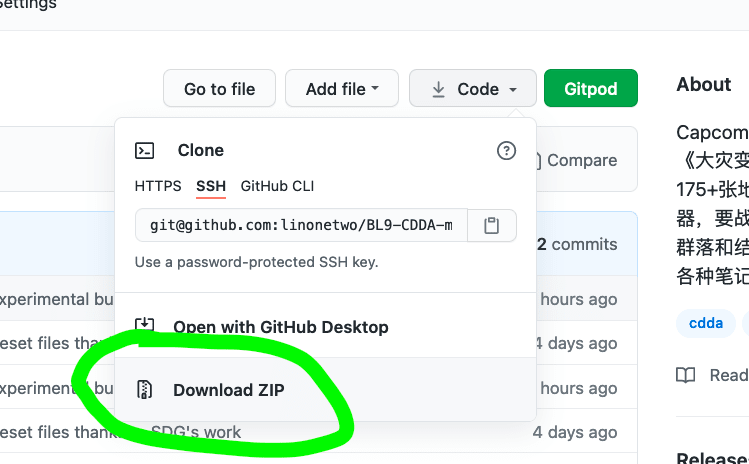 Settings
Go to file
Add file
Code
Gitpod
About
Clone
HTTPS SSH GitHub CLI
git@github.com:linonetwo/BL9-CDDA-m
Use a password-protected SSH key.
Open with GitHub Desktop
Download ZIP
Compare
2 commits
xperimental bu
hours ago
eset files thank
4 days ago
xperimental bu
hours ago
eset files thank SDG's work
4 days ago
Capcom
《大灾变
175+张地
器，要战
群落和结
各种笔记
cdda
Read
Release